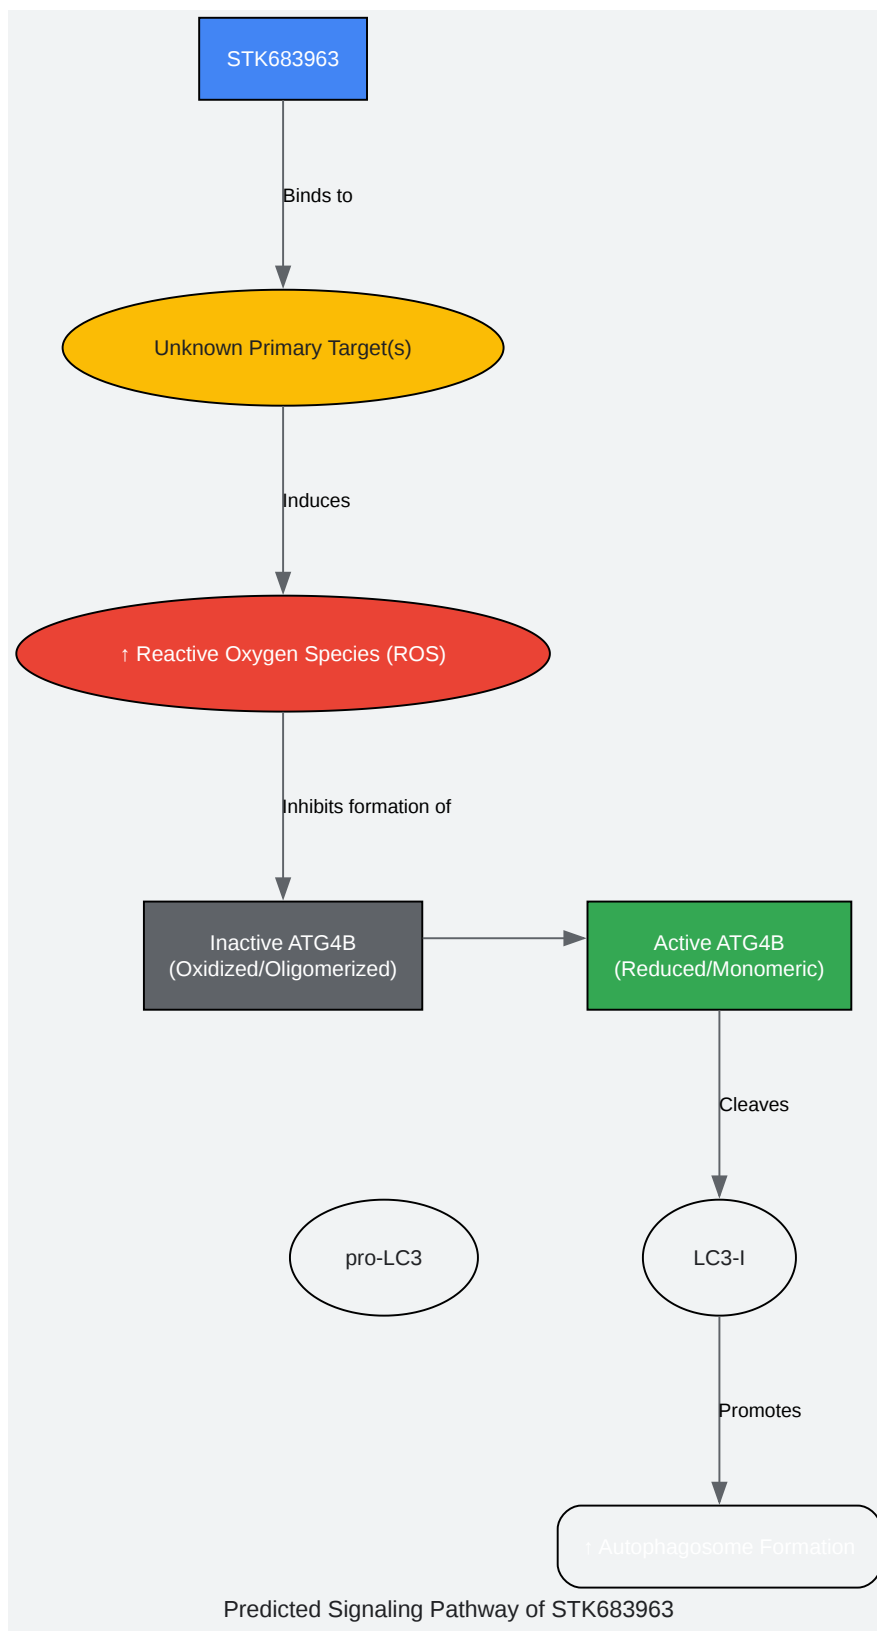 STK683963
Binds to
Unknown Primary Target(s)
Induces
↑ Reactive Oxygen Species (ROS)
Inhibits formation of
Inactive ATG4B
(Oxidized/Oligomerized)
Active ATG4B
(Reduced/Monomeric)
Cleaves
pro-LC3
LC3-I
Promotes
↑ Autophagosome Formation
Predicted Signaling Pathway of STK683963